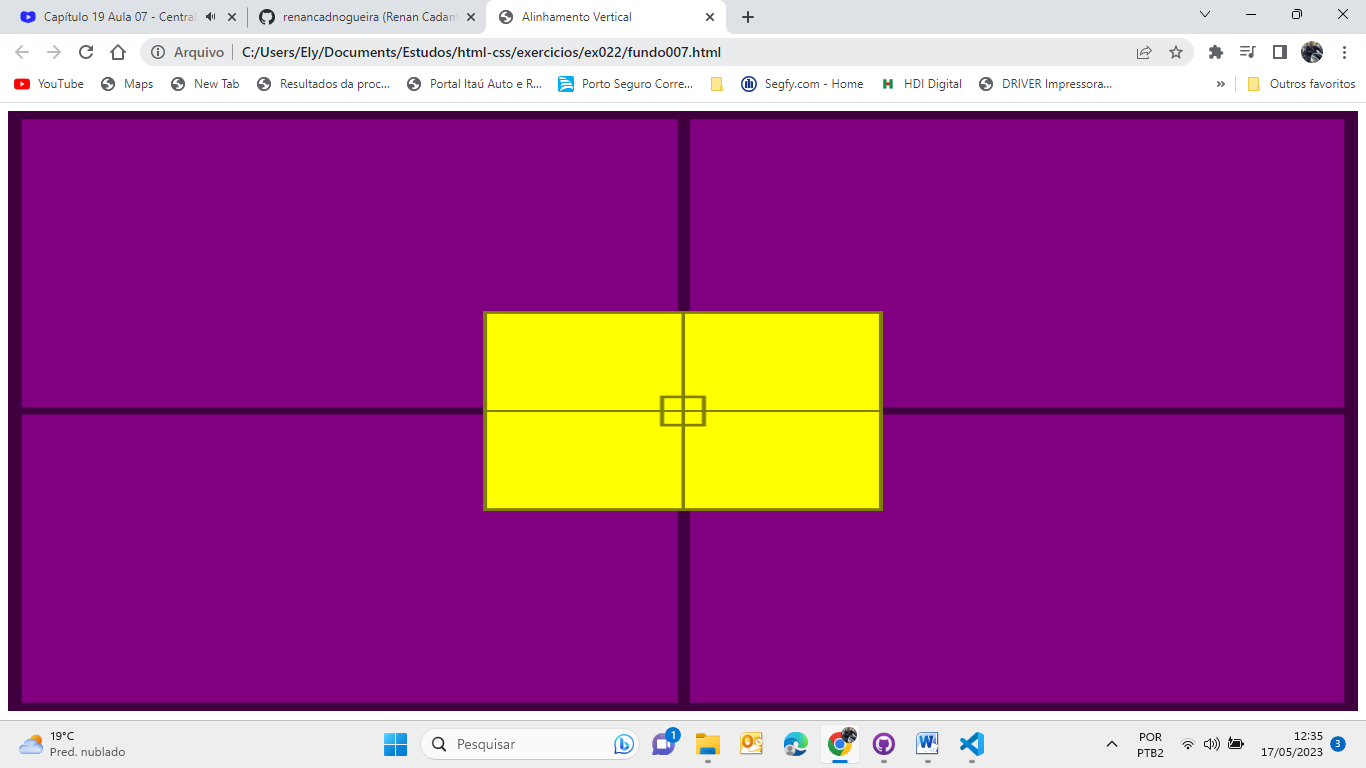 Capítulo 19 Aula 07 - Central
renancadnogueira (Renan Cadam
Alinhamento Vertical
Arquivo C:/Users/Ely/Documents/Estudos/html-css/exercicios/ex022/fundo007.html
YouTube Maps New Tab Resultados da proc... Portal Itaú Auto e R... Porto Seguro Corre... Segfy.com - Home HDI Digital DRIVER Impressora... » Outros favoritos
19°C
Pred. nublado
Pesquisar
1
POR
PTB2
12:35
17/05/2023
3